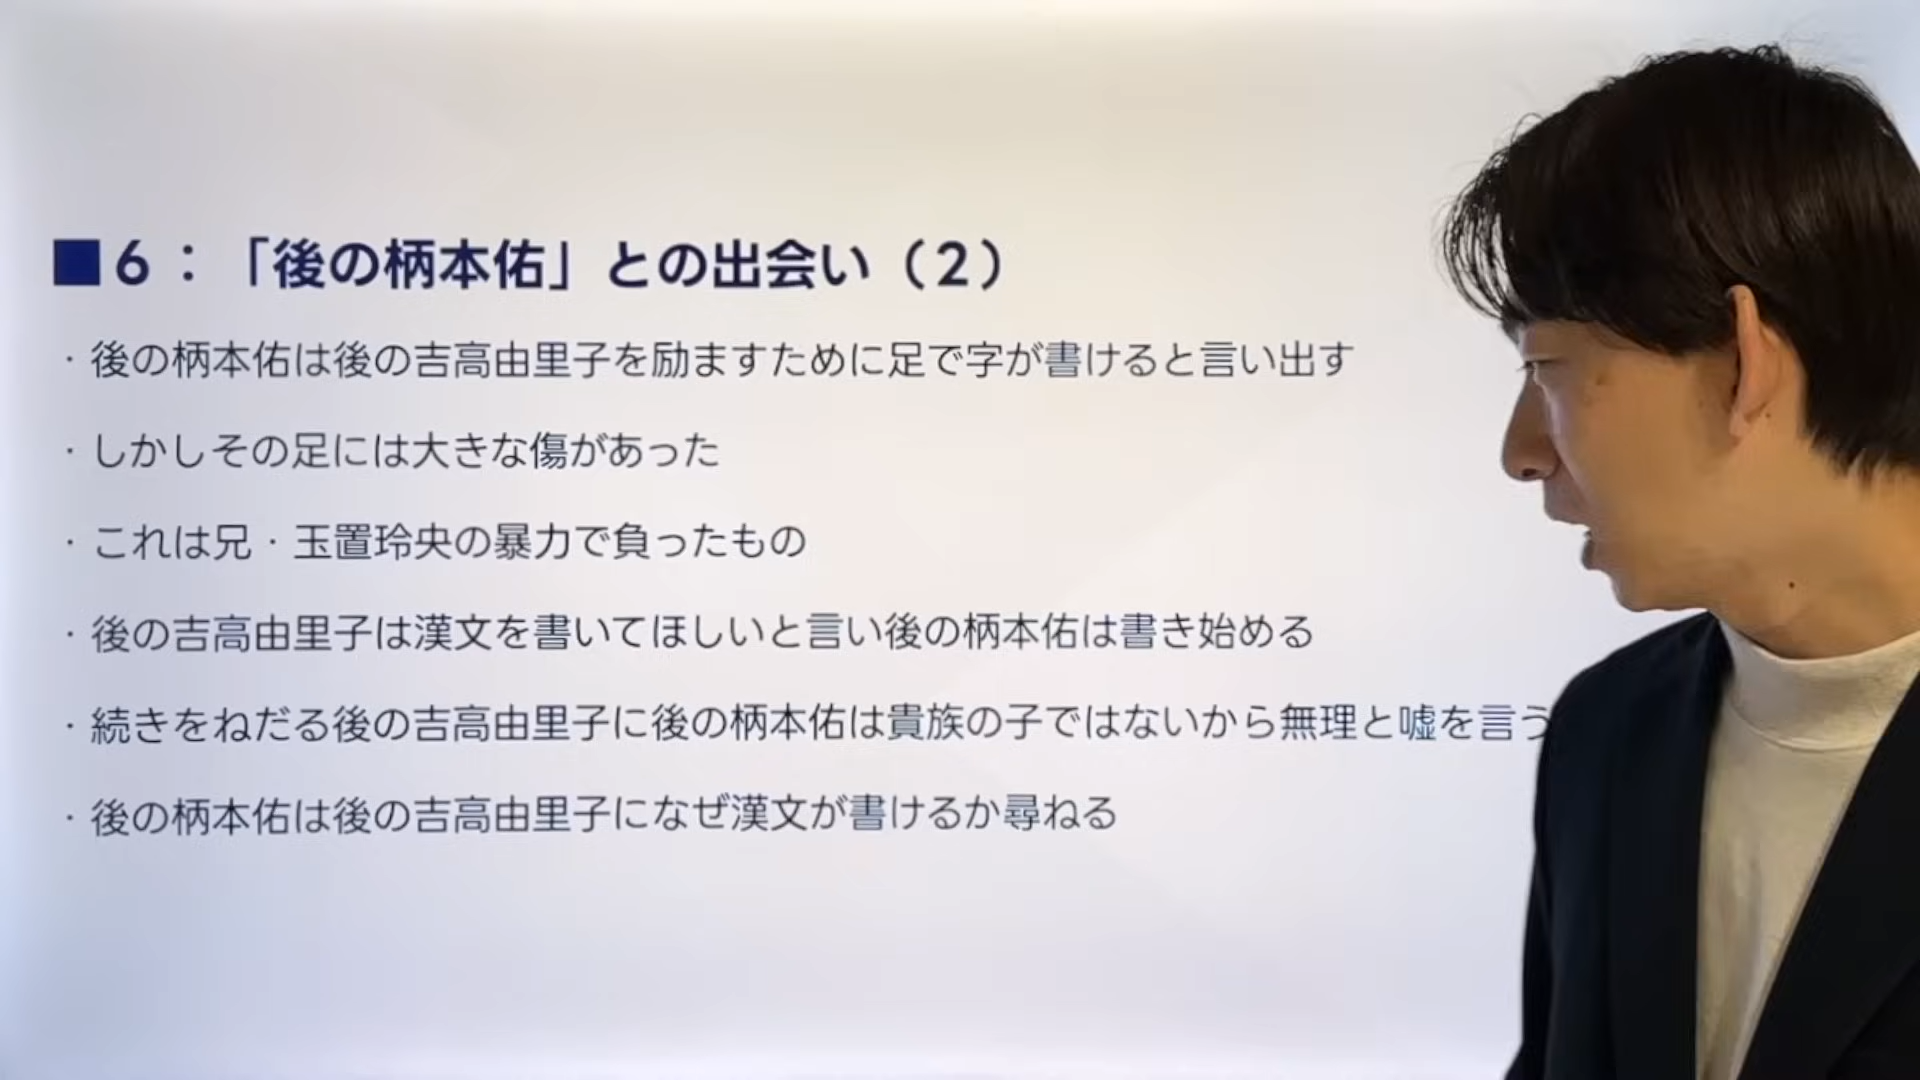 ■6：「後の柄本佑」との出会い（2）
・後の柄本佑は後の吉高由里子を励ますために足で字が書けると言い出す
・しかしその足には大きな傷があった
・これは兄・玉置玲央の暴力で負ったもの
・後の吉高由里子は漢文を書いてほしいと言い後の柄本佑は書き始める
・続きをねだる後の吉高由里子に後の柄本佑は貴族の子ではないから無理と嘘を言う
・後の柄本佑は後の吉高由里子になぜ漢文が書けるか尋ねる